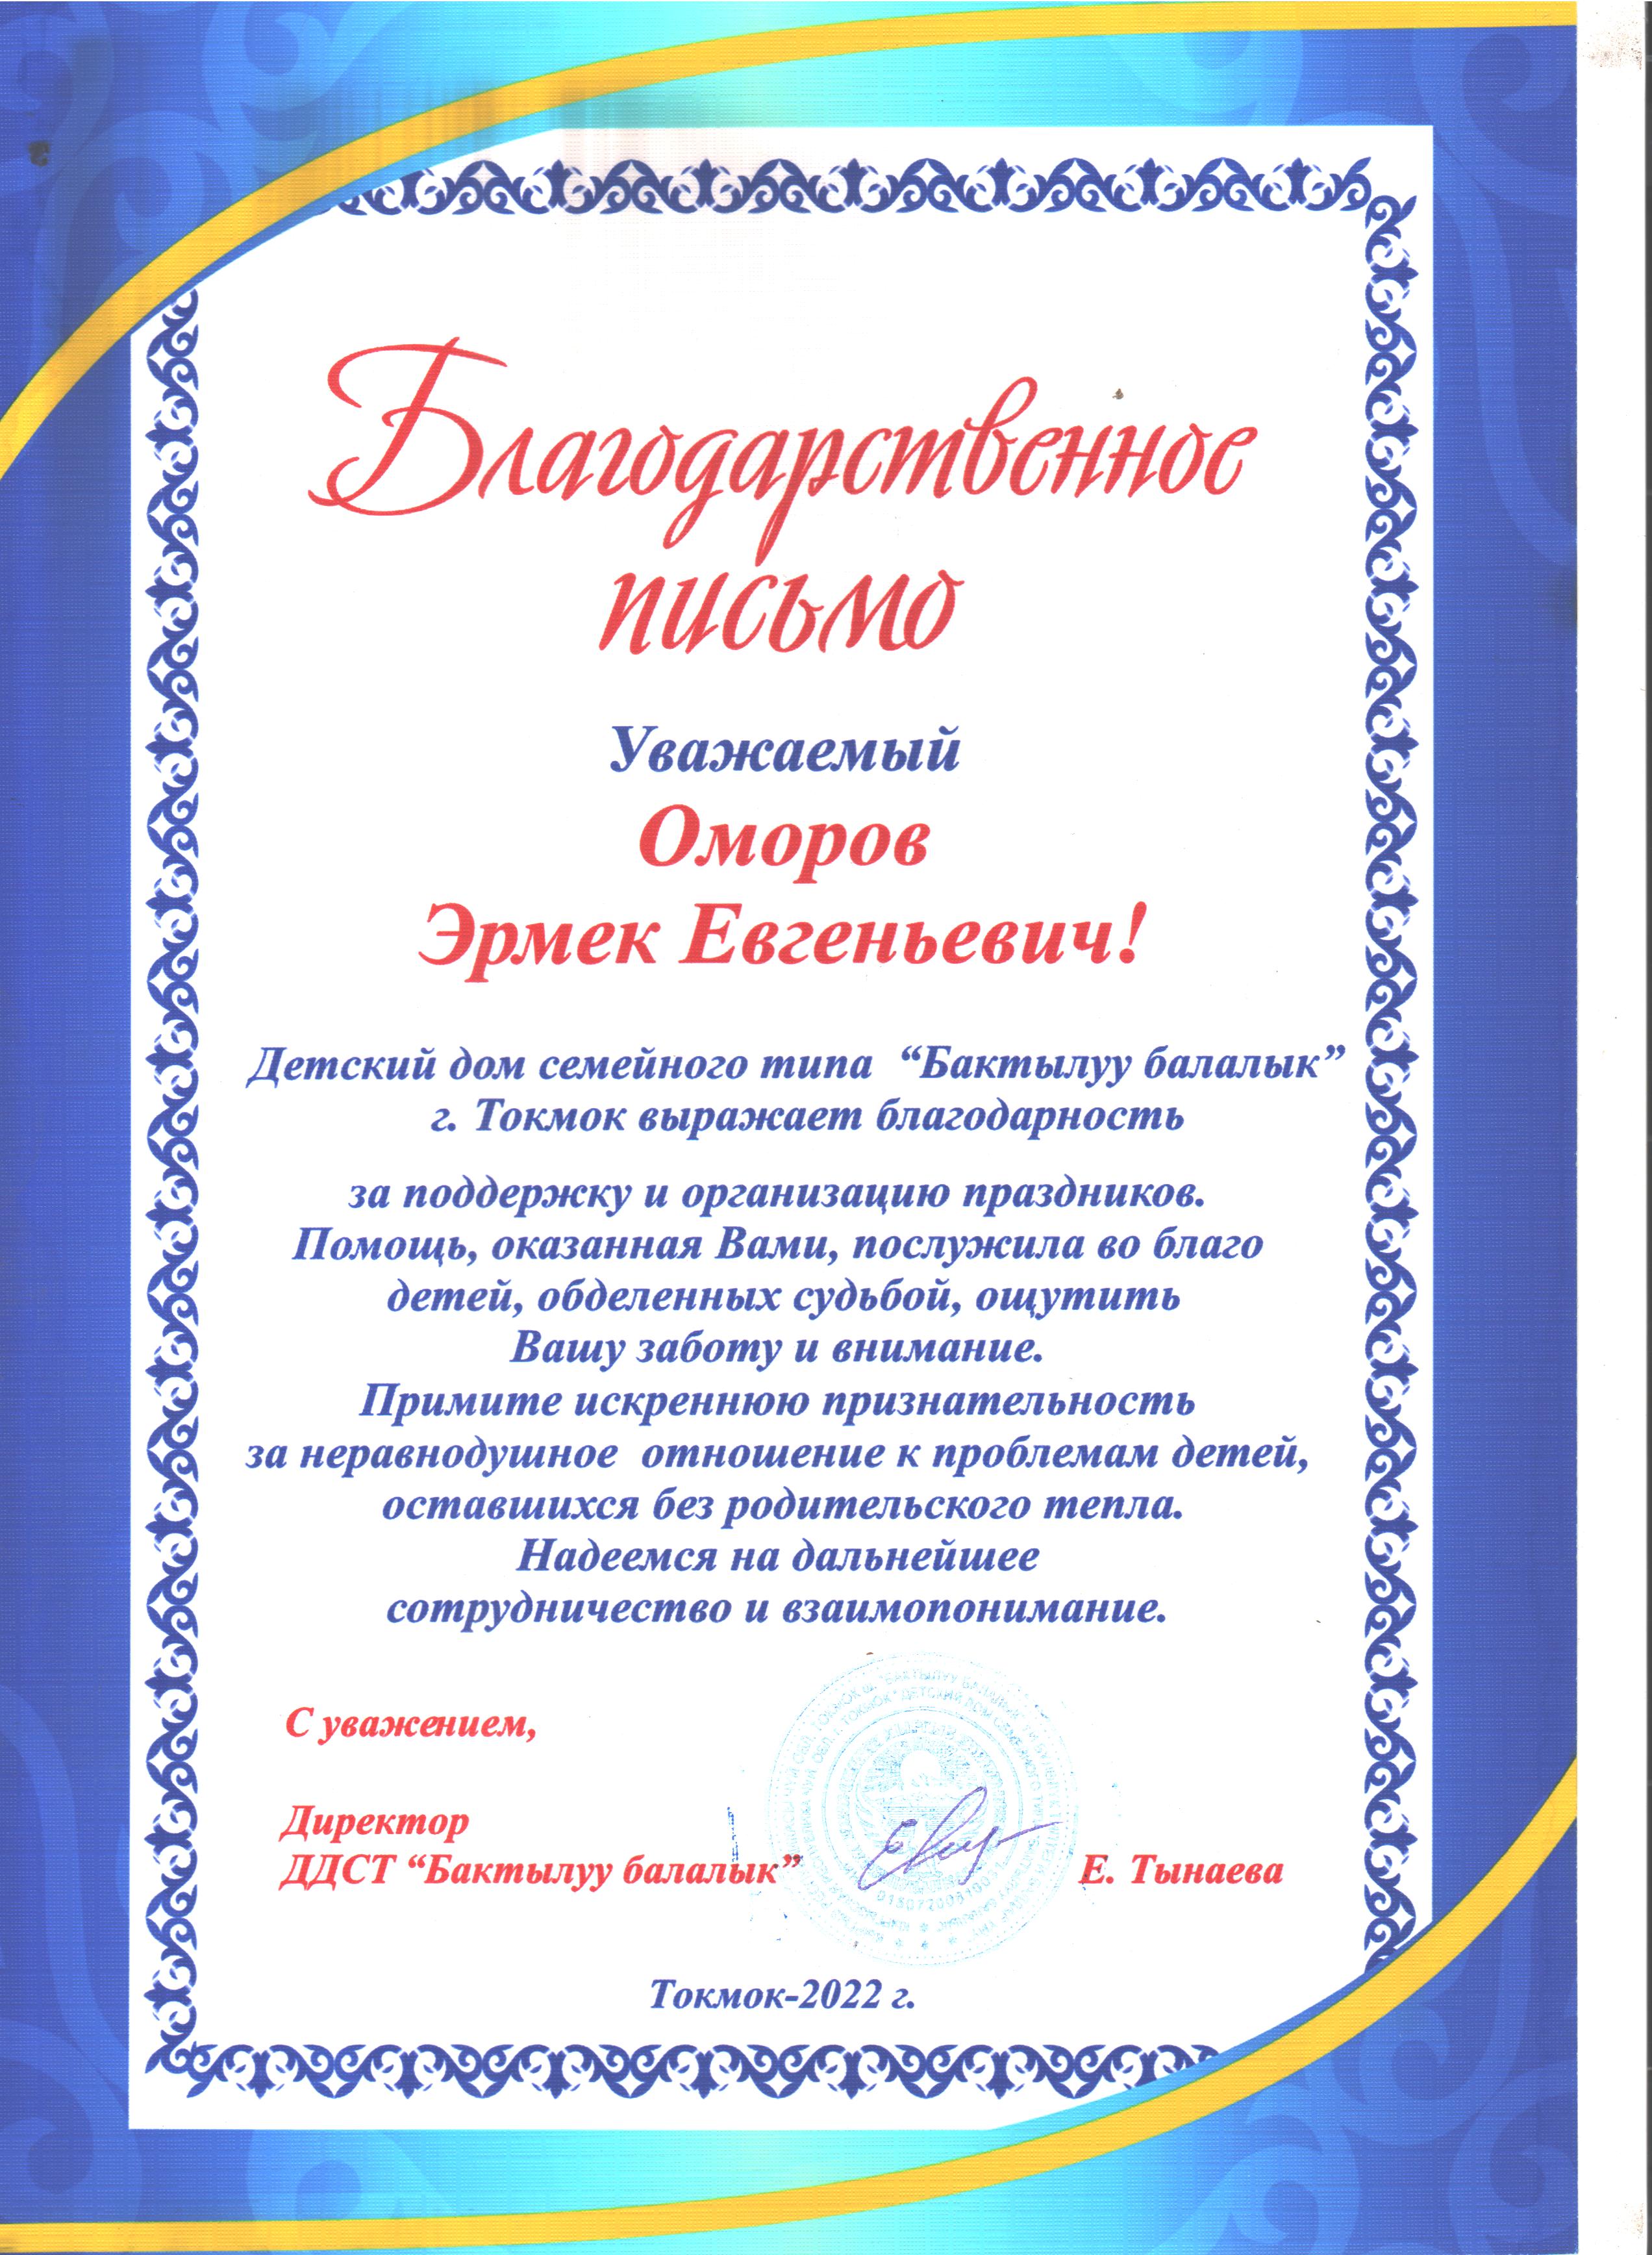 Благодарственное
письмо
Уважаемый
Оморов
Эрмек Евгеньевич!
Детский дом семейного типа “Бактылуу балалык”
г. Токмок выражает благодарность
за поддержку и организацию праздников.
Помощь, оказанная Вами, послужила во благо
детей, обделенных судьбой, ощутить
Вашу заботу и внимание.
Примите искреннюю признательность
за неравнодушное отношение к проблемам детей,
оставшихся без родительского тепла.
Надеемся на дальнейшее
сотрудничество и взаимопонимание.
С уважением,
Директор
ДДСТ “Бактылуу балалык”
Е. Тынаева
Токмок-2022 г.